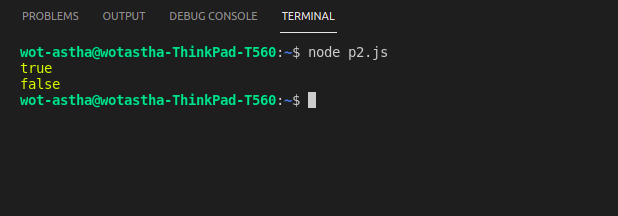 PROBLEMS OUTPUT DEBUG CONSOLE TERMINAL
wot-astha@wotastha-ThinkPad-T560:~$ node p2.js
true
false
wot-astha@wotastha-ThinkPad-T560:~$